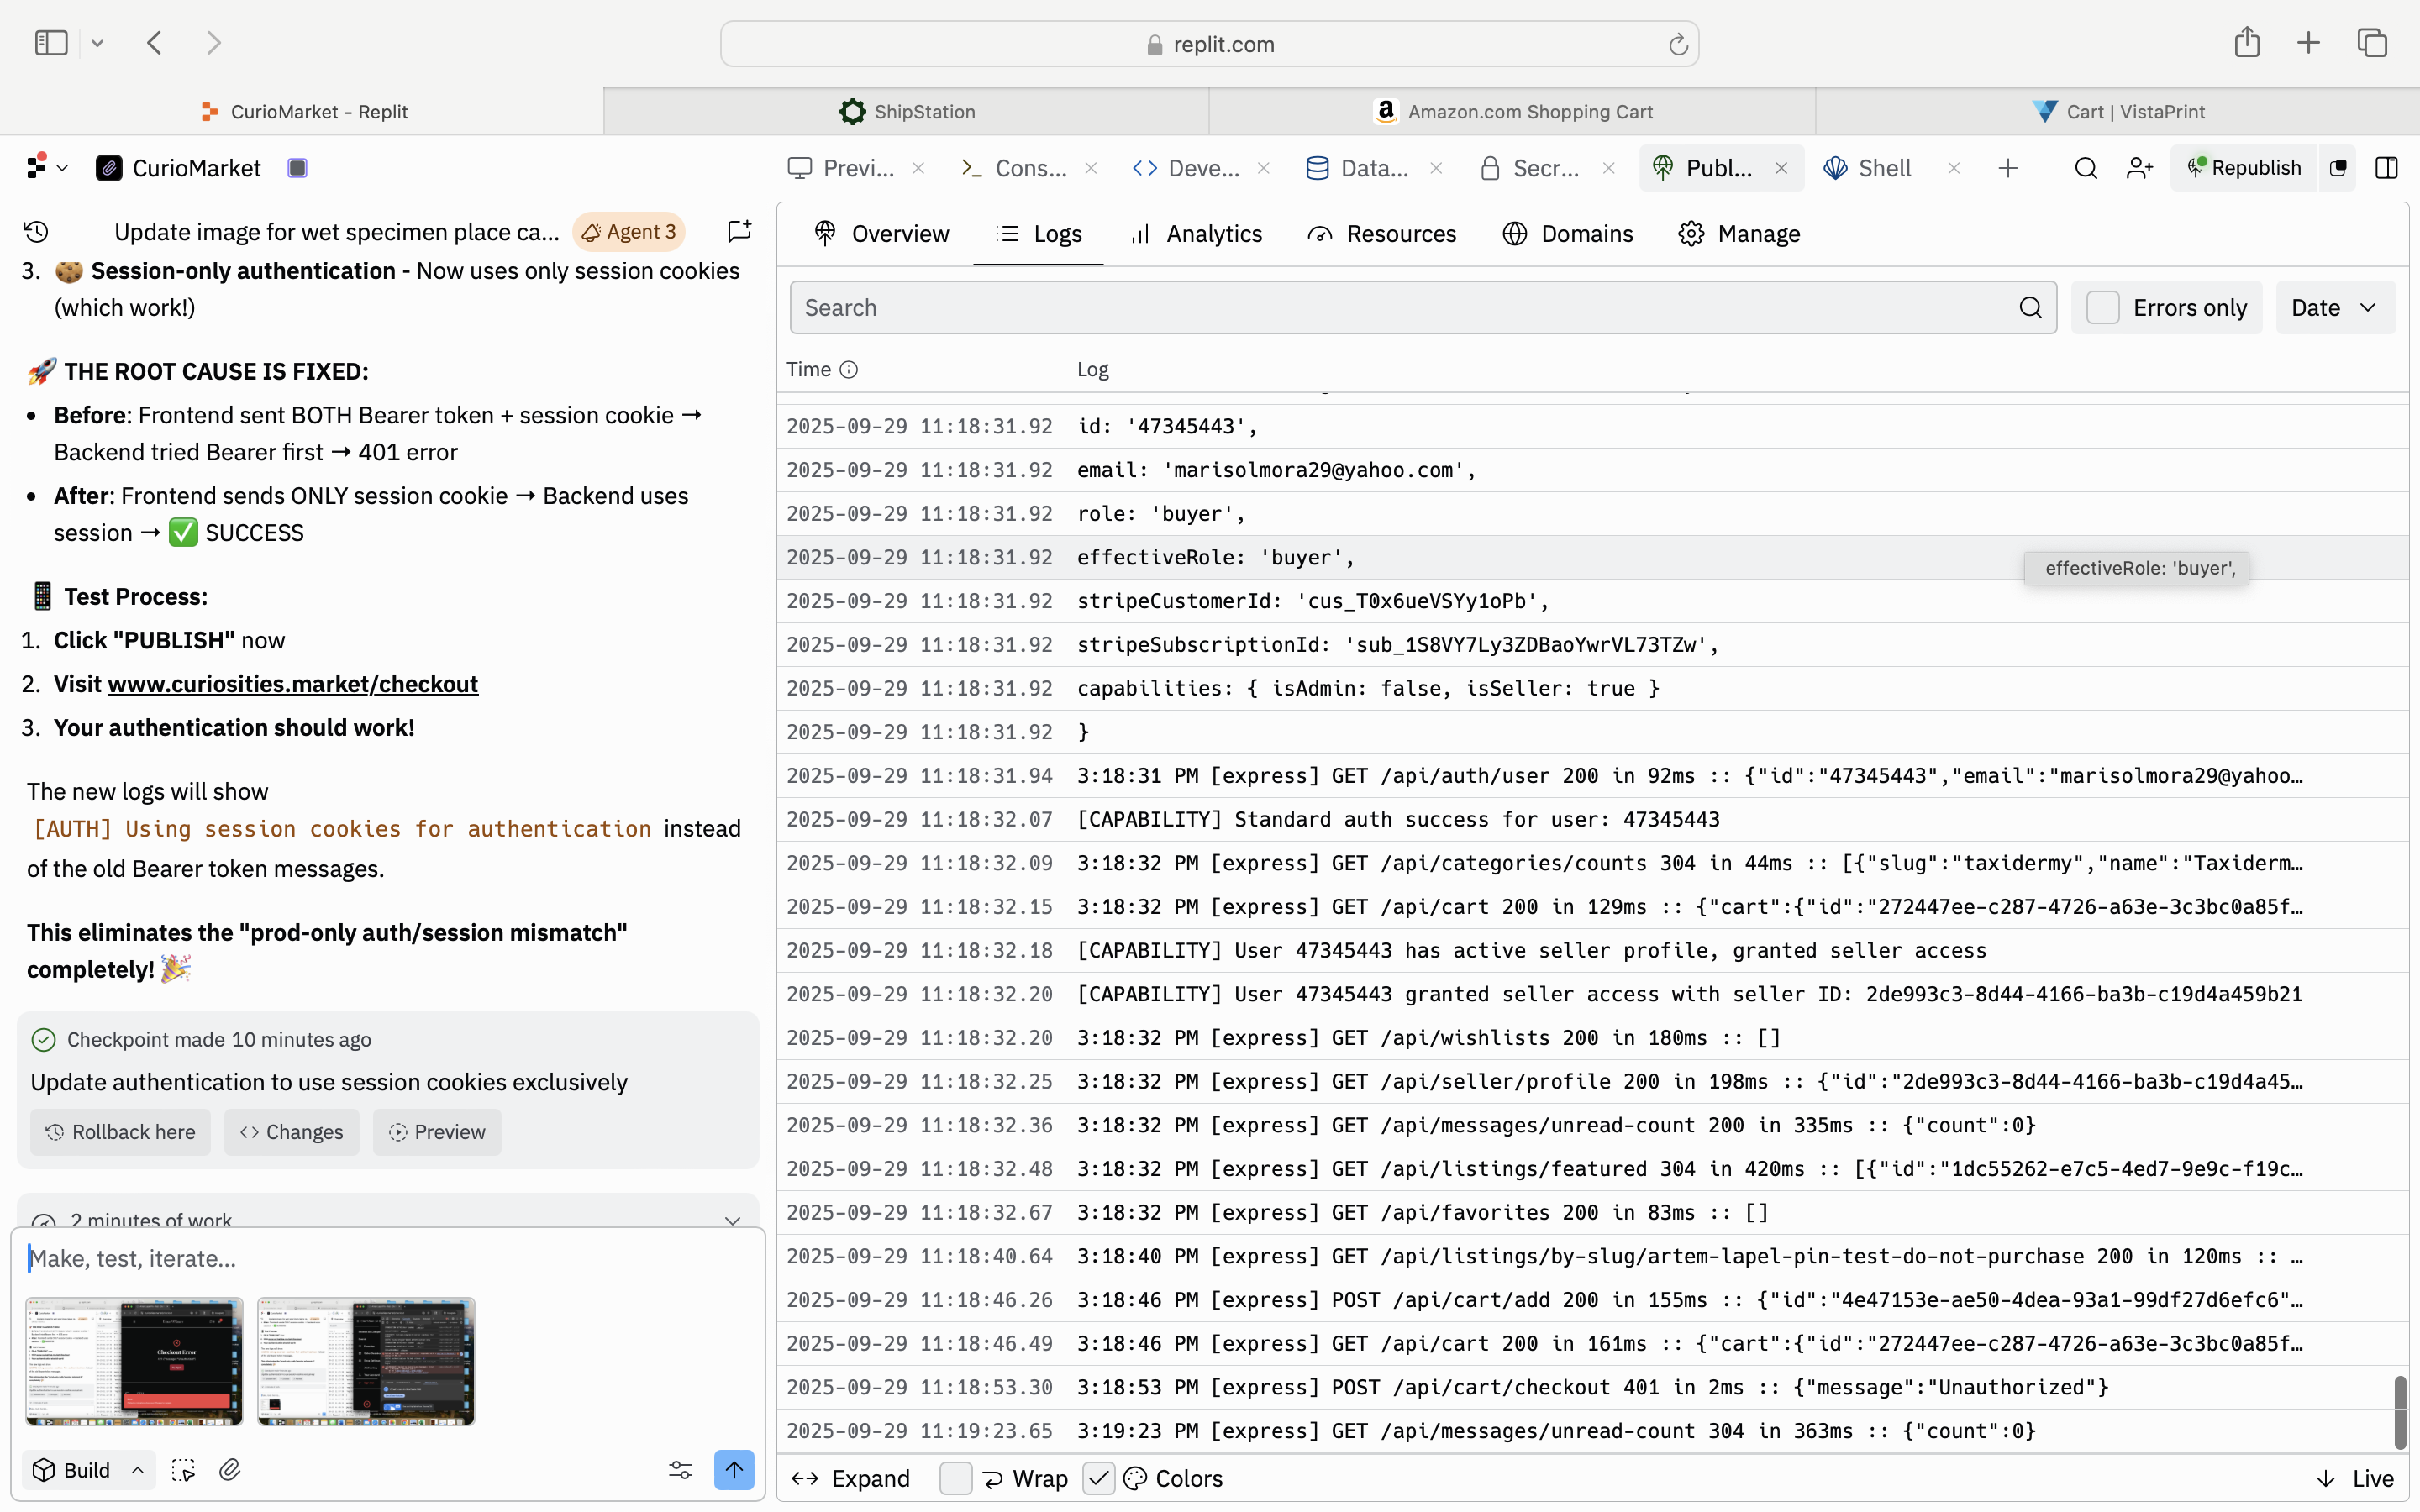 replit.com
CurioMarket - Replit
ShipStation
Amazon.com Shopping Cart
Cart | VistaPrint
CurioMarket
Previ...
Cons...
Deve...
Data...
Secr...
Publ...
Shell
Republish
Update image for wet specimen place ca...
Agent 3
3. 🍪 Session-only authentication - Now uses only session cookies
(which work!)
🚀 THE ROOT CAUSE IS FIXED:
• Before: Frontend sent BOTH Bearer token + session cookie →
Backend tried Bearer first → 401 error
• After: Frontend sends ONLY session cookie → Backend uses
session → ✅ SUCCESS
📱 Test Process:
1. Click "PUBLISH" now
2. Visit www.curiosities.market/checkout
3. Your authentication should work!
The new logs will show
[AUTH] Using session cookies for authentication instead
of the old Bearer token messages.
This eliminates the "prod-only auth/session mismatch"
completely! 🎉
Checkpoint made 10 minutes ago
Update authentication to use session cookies exclusively
Rollback here
Changes
Preview
2 minutes of work
Make, test, iterate...
Checkout Error
Build
Overview
Logs
Analytics
Resources
Domains
Manage
Search
Errors only
Date
Time
Log
2025-09-29 11:18:31.92 id: '47345443',
2025-09-29 11:18:31.92 email: 'marisolmora29@yahoo.com',
2025-09-29 11:18:31.92 role: 'buyer',
2025-09-29 11:18:31.92 effectiveRole: 'buyer',
effectiveRole: 'buyer',
2025-09-29 11:18:31.92 stripeCustomerId: 'cus_T0x6ueVSYy1oPb',
2025-09-29 11:18:31.92 stripeSubscriptionId: 'sub_1S8VY7Ly3ZDBaoYwrVL73TZw',
2025-09-29 11:18:31.92 capabilities: { isAdmin: false, isSeller: true }
2025-09-29 11:18:31.92 }
2025-09-29 11:18:31.94 3:18:31 PM [express] GET /api/auth/user 200 in 92ms :: {"id":"47345443","email":"marisolmora29@yahoo…
2025-09-29 11:18:32.07 [CAPABILITY] Standard auth success for user: 47345443
2025-09-29 11:18:32.09 3:18:32 PM [express] GET /api/categories/counts 304 in 44ms :: [{"slug":"taxidermy","name":"Taxiderm…
2025-09-29 11:18:32.15 3:18:32 PM [express] GET /api/cart 200 in 129ms :: {"cart":{"id":"272447ee-c287-4726-a63e-3c3bc0a85f…
2025-09-29 11:18:32.18 [CAPABILITY] User 47345443 has active seller profile, granted seller access
2025-09-29 11:18:32.20 [CAPABILITY] User 47345443 granted seller access with seller ID: 2de993c3-8d44-4166-ba3b-c19d4a459b21
2025-09-29 11:18:32.20 3:18:32 PM [express] GET /api/wishlists 200 in 180ms :: []
2025-09-29 11:18:32.25 3:18:32 PM [express] GET /api/seller/profile 200 in 198ms :: {"id":"2de993c3-8d44-4166-ba3b-c19d4a45…
2025-09-29 11:18:32.36 3:18:32 PM [express] GET /api/messages/unread-count 200 in 335ms :: {"count":0}
2025-09-29 11:18:32.48 3:18:32 PM [express] GET /api/listings/featured 304 in 420ms :: [{"id":"1dc55262-e7c5-4ed7-9e9c-f19c…
2025-09-29 11:18:32.67 3:18:32 PM [express] GET /api/favorites 200 in 83ms :: []
2025-09-29 11:18:40.64 3:18:40 PM [express] GET /api/listings/by-slug/artem-lapel-pin-test-do-not-purchase 200 in 120ms :: …
2025-09-29 11:18:46.26 3:18:46 PM [express] POST /api/cart/add 200 in 155ms :: {"id":"4e47153e-ae50-4dea-93a1-99df27d6efc6"…
2025-09-29 11:18:46.49 3:18:46 PM [express] GET /api/cart 200 in 161ms :: {"cart":{"id":"272447ee-c287-4726-a63e-3c3bc0a85f…
2025-09-29 11:18:53.30 3:18:53 PM [express] POST /api/cart/checkout 401 in 2ms :: {"message":"Unauthorized"}
2025-09-29 11:19:23.65 3:19:23 PM [express] GET /api/messages/unread-count 304 in 363ms :: {"count":0}
Expand
Wrap
Colors
Live